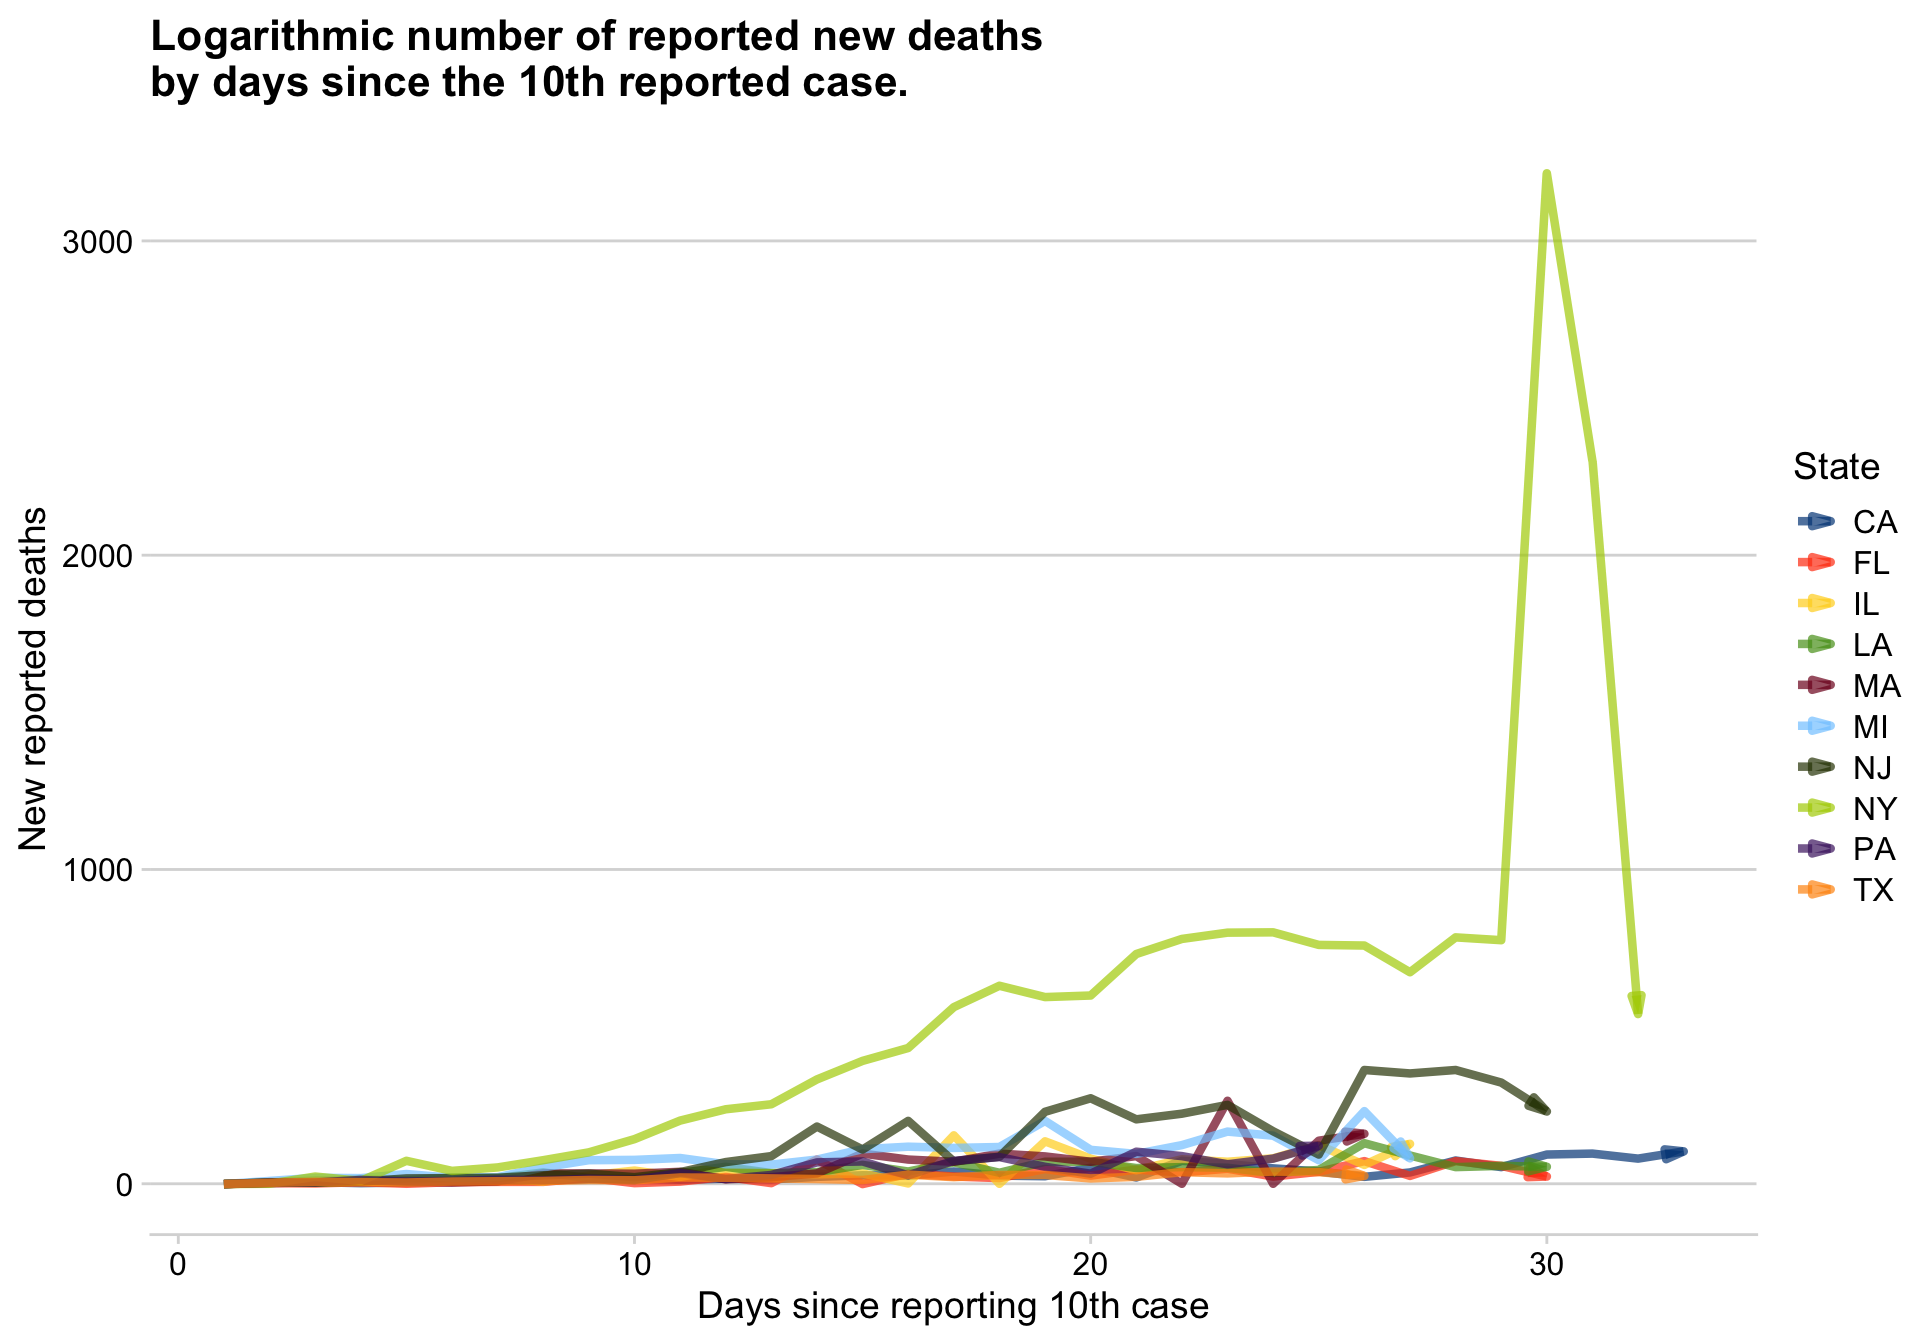 Logarithmic number of reported new deaths
by days since the 10th reported case.
New reported deaths
3000
2000
1000
0
0
10
20
30
Days since reporting 10th case
State
CA
FL
IL
LA
MA
MI
NJ
NY
PA
TX